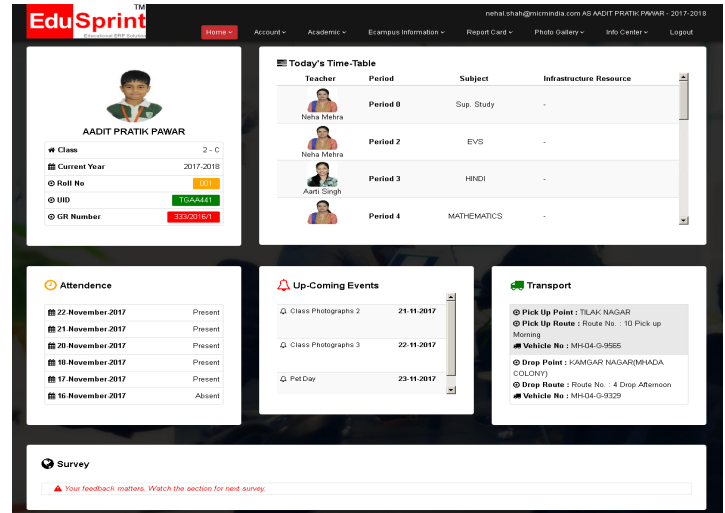 TM
EduSprint
Educational ERP Solution
nehal.shah@micmindia.com AS AADIT PRATIK PAWAR - 2017-2018
Home Account Academic Ecampus Information Report Card Photo Gallery Info Center Logout
AADIT PRATIK PAWAR
Class 2 - C
Current Year 2017-2018
Roll No 001
UID TGAA441
GR Number 333/2016/1
Today's Time-Table
Teacher Period Subject Infrastructure Resource
Neha Mehra Period 0 Sup. Study -
Neha Mehra Period 2 EVS -
Aarti Singh Period 3 HINDI -
Period 4 MATHEMATICS -
Attendence
22-November-2017 Present
21-November-2017 Present
20-November-2017 Present
18-November-2017 Present
17-November-2017 Present
16-November-2017 Absent
Up-Coming Events
Class Photographs 2 21-11-2017
Class Photographs 3 22-11-2017
Pet Day 23-11-2017
Transport
Pick Up Point : TILAK NAGAR
Pick Up Route : Route No. : 10 Pick up
Morning
Vehicle No : MH-04-G-9565
Drop Point : KAMGAR NAGAR(MHADA
COLONY)
Drop Route : Route No. : 4 Drop Afternoon
Vehicle No : MH-04-G-9329
Survey
Your feedback matters. Watch the section for next survey.